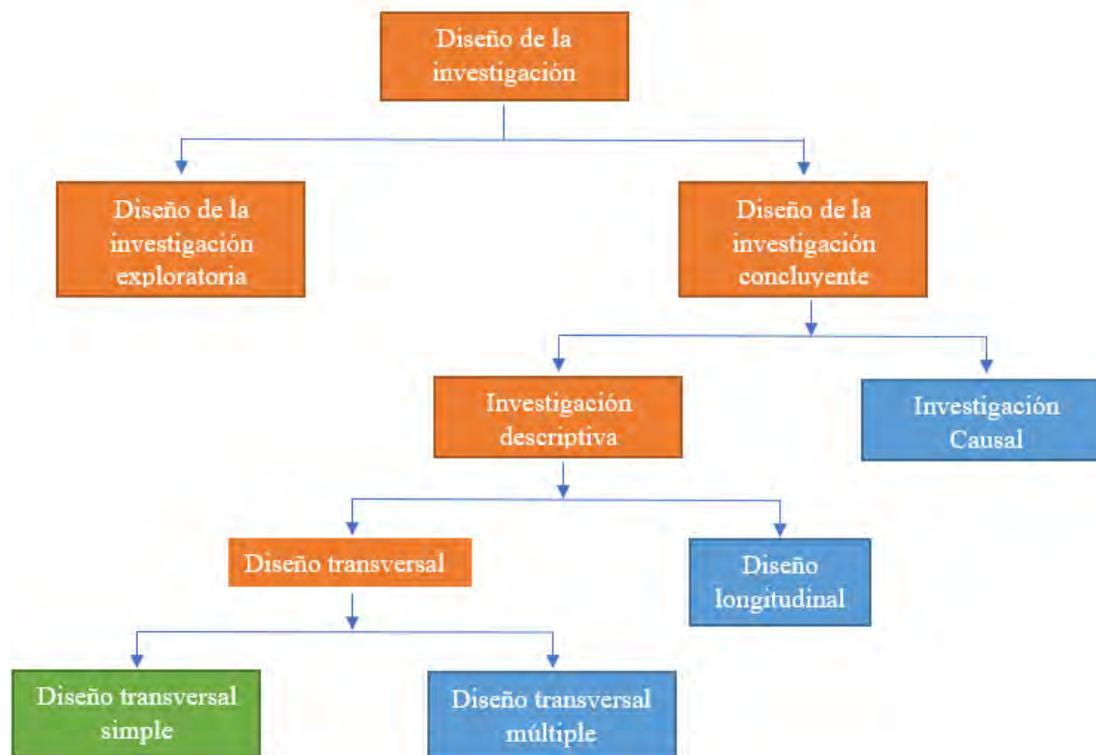 Diseño de la
investigación
Diseño de la
investigación
exploratoria
Diseño de la
investigación
concluyente
Investigación
descriptiva
Investigación
Causal
Diseño transversal
Diseño
longitudinal
Diseño transversal
simple
Diseño transversal
múltiple